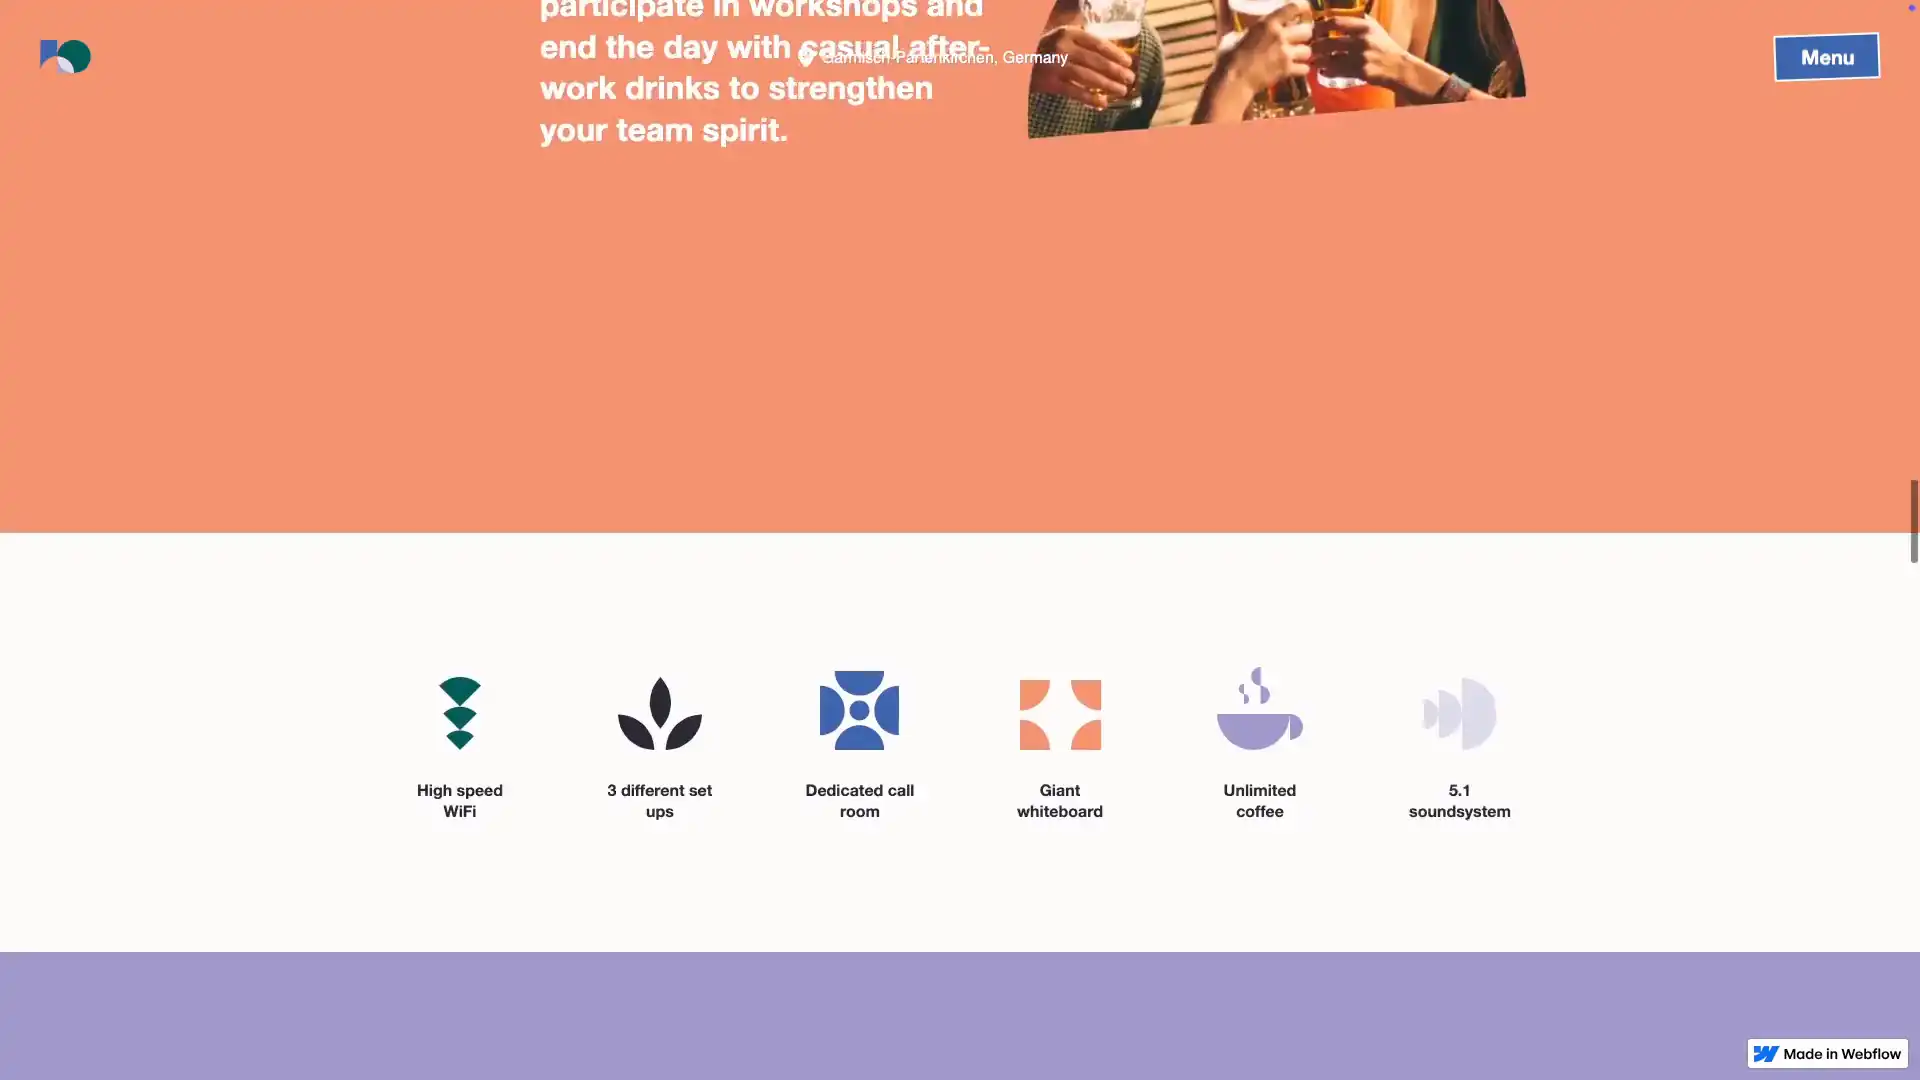 participate in workshops and
end the day with casual after-
work drinks to strengthen
your team spirit.
Garmisch-Partenkirchen, Germany
Menu
High speed
WiFi
3 different set
ups
Dedicated call
room
Giant
whiteboard
Unlimited
coffee
5.1
soundsystem
Made in Webflow